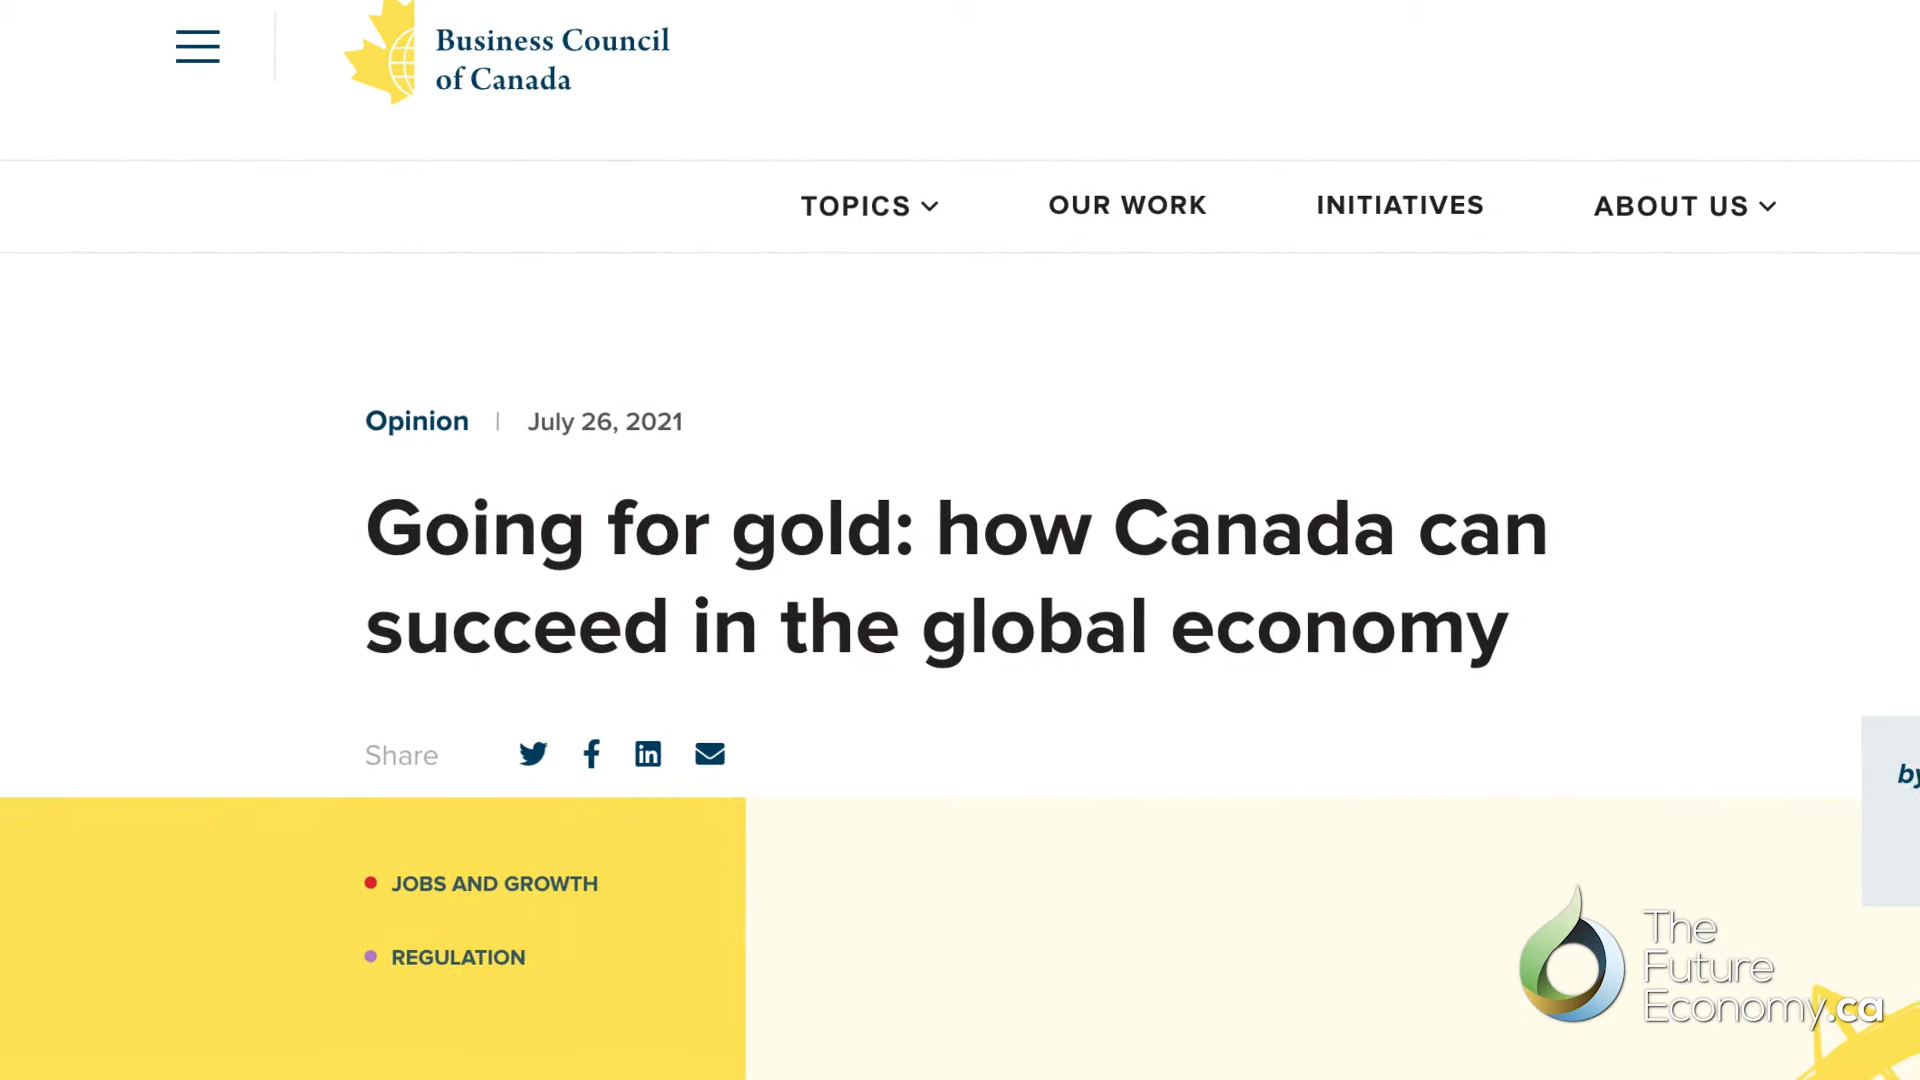 Business Council
of Canada
TOPICS OUR WORK INITIATIVES ABOUT US
Opinion | July 26, 2021
Going for gold: how Canada can
succeed in the global economy
Share
by
JOBS AND GROWTH
REGULATION
The
Future
Economy.ca